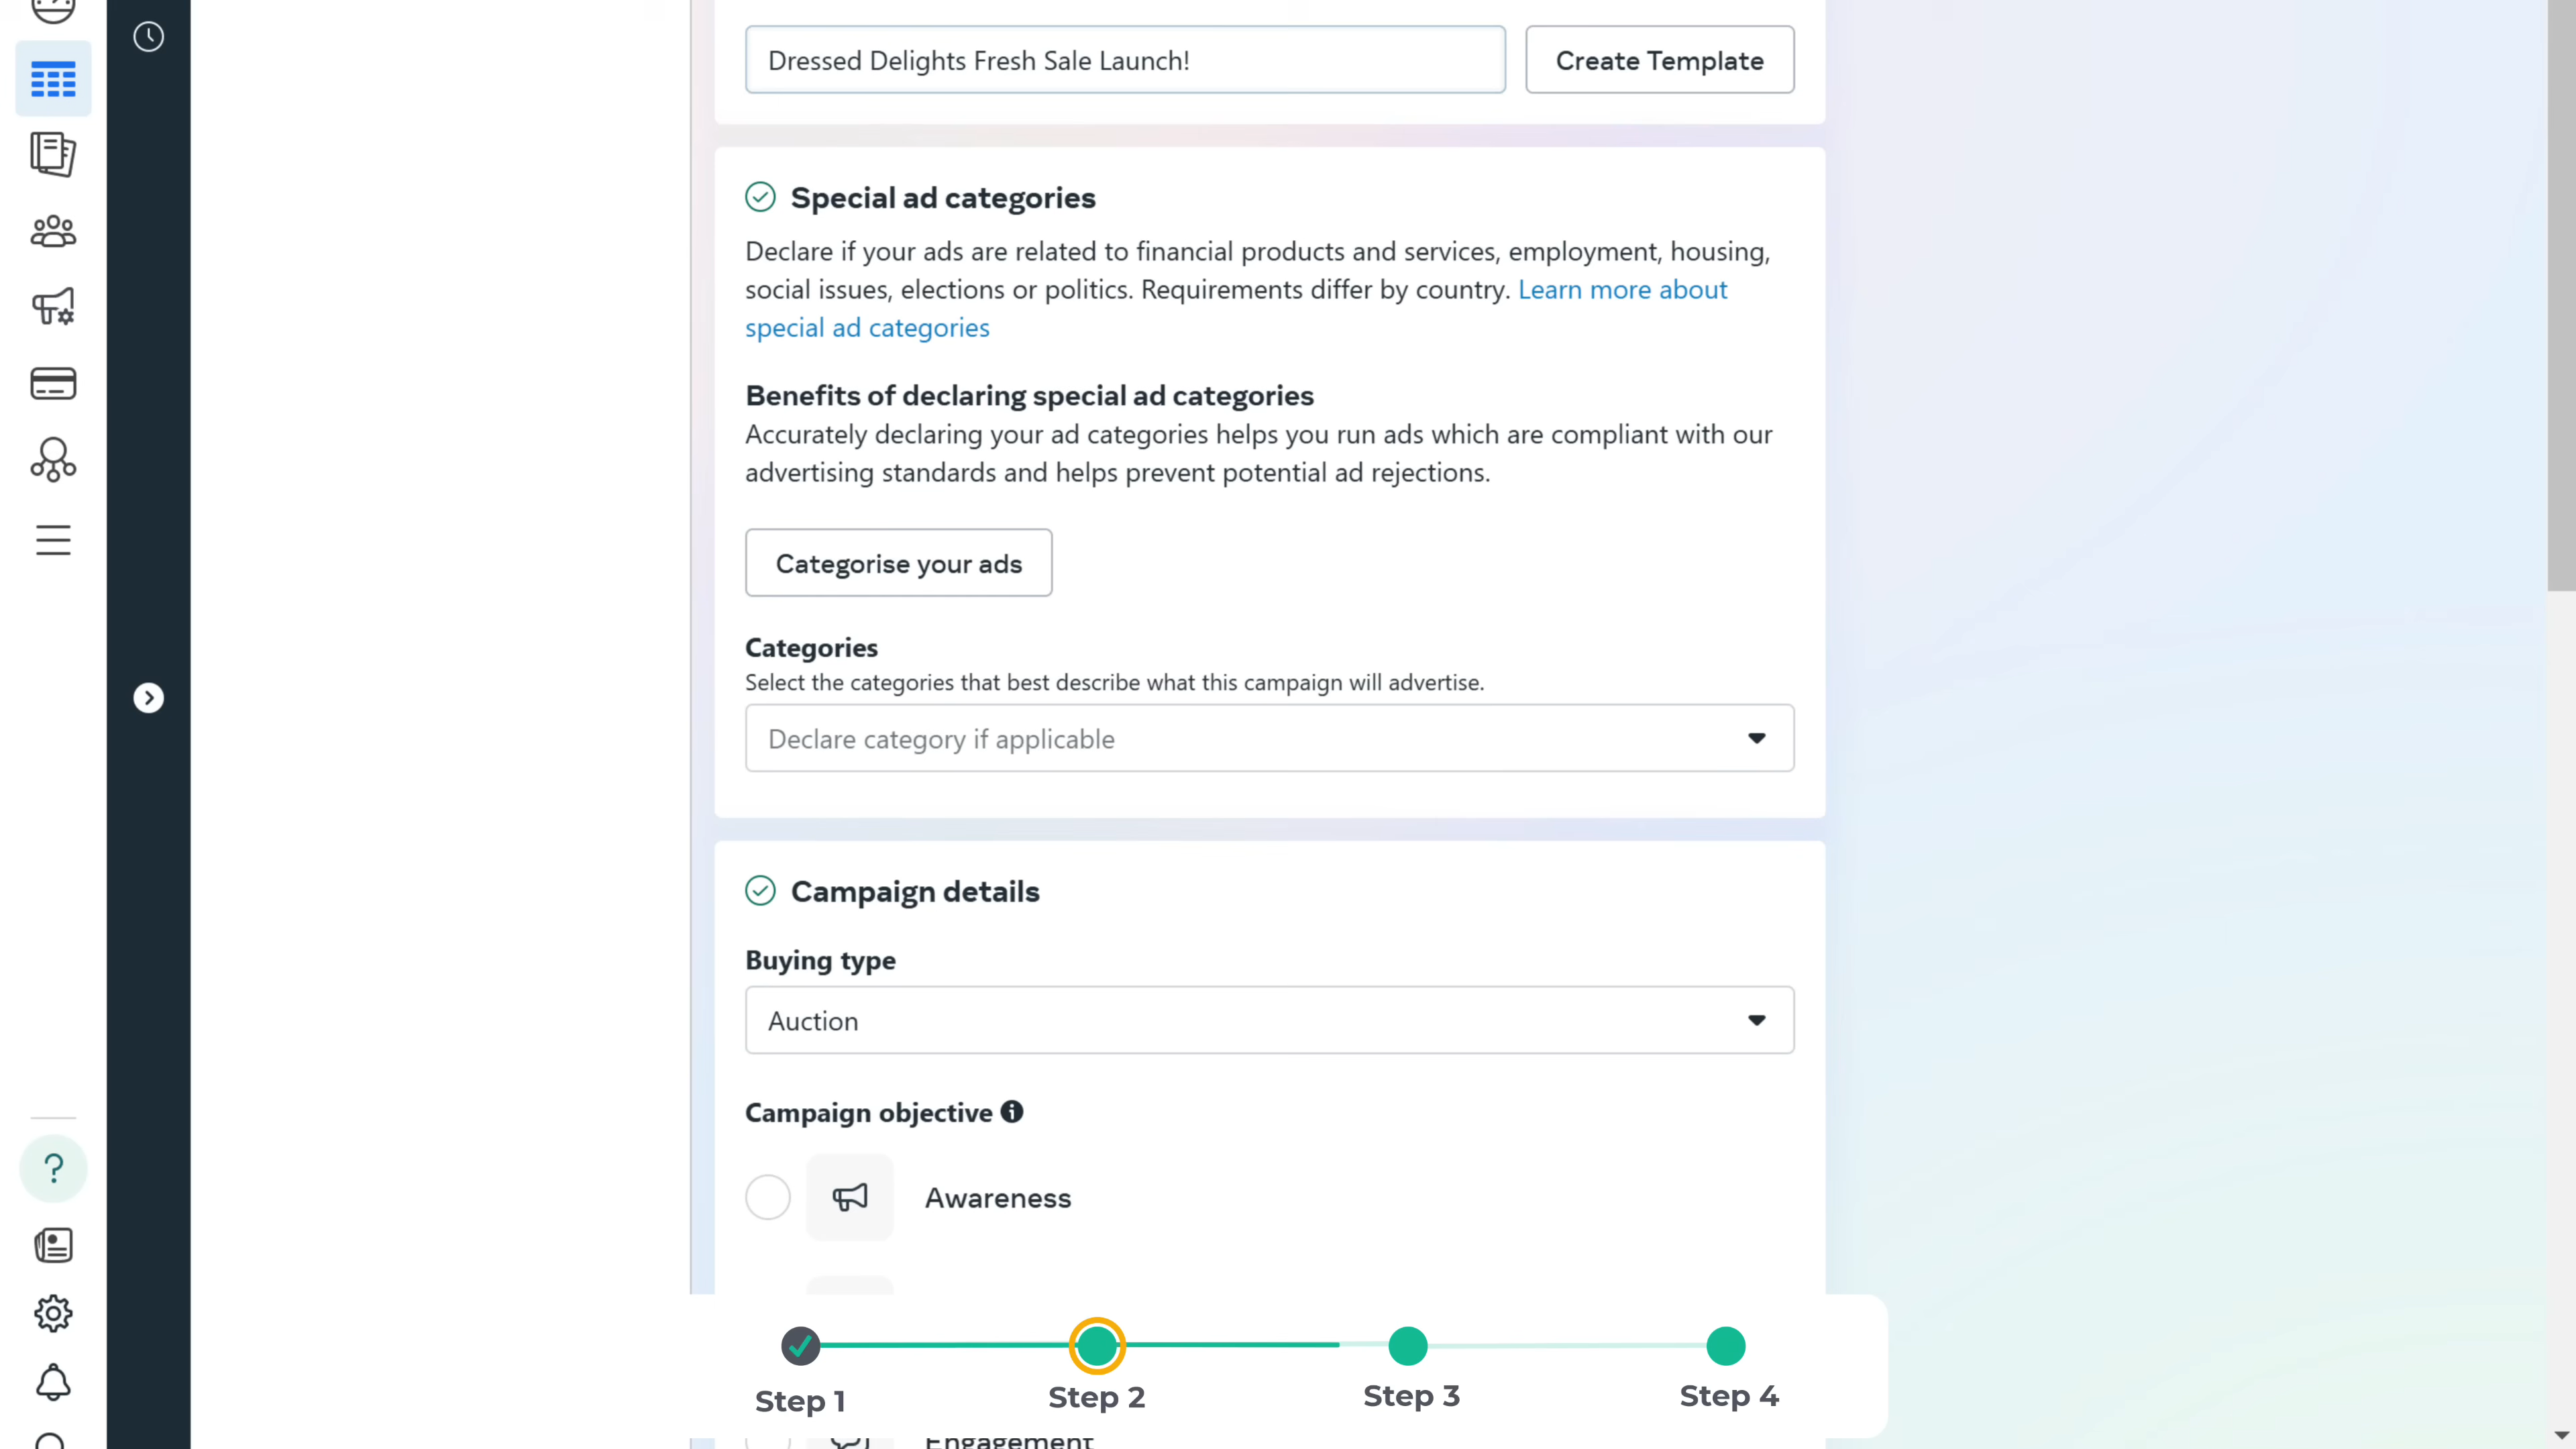 Dressed Delights Fresh Sale Launch!
Create Template
Special ad categories
Declare if your ads are related to financial products and services, employment, housing,
social issues, elections or politics. Requirements differ by country. Learn more about
special ad categories
Benefits of declaring special ad categories
Accurately declaring your ad categories helps you run ads which are compliant with our
advertising standards and helps prevent potential ad rejections.
Categorise your ads
Categories
Select the categories that best describe what this campaign will advertise.
Declare category if applicable
Campaign details
Buying type
Auction
Campaign objective
Awareness
Step 1
Step 2
Step 3
Step 4
Engagement